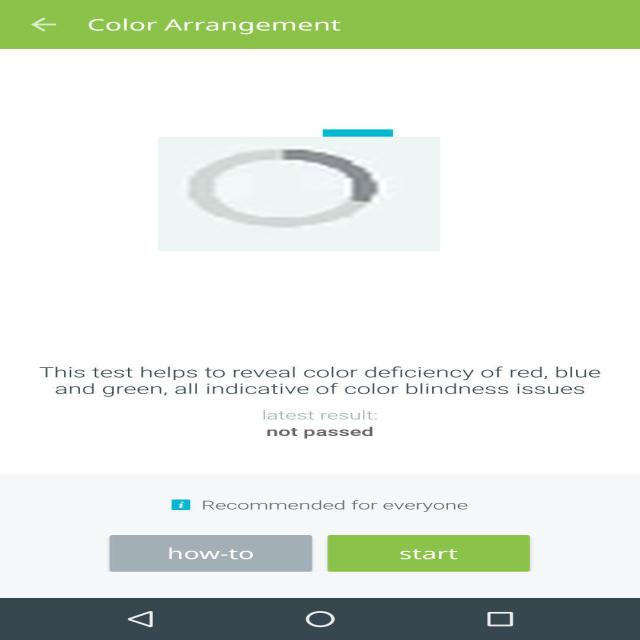 Color Arrangement
This test helps to reveal color deficiency of red, blue
and green, all indicative of color blindness issues
latest result:
not passed
i Recommended for everyone
how-to
start